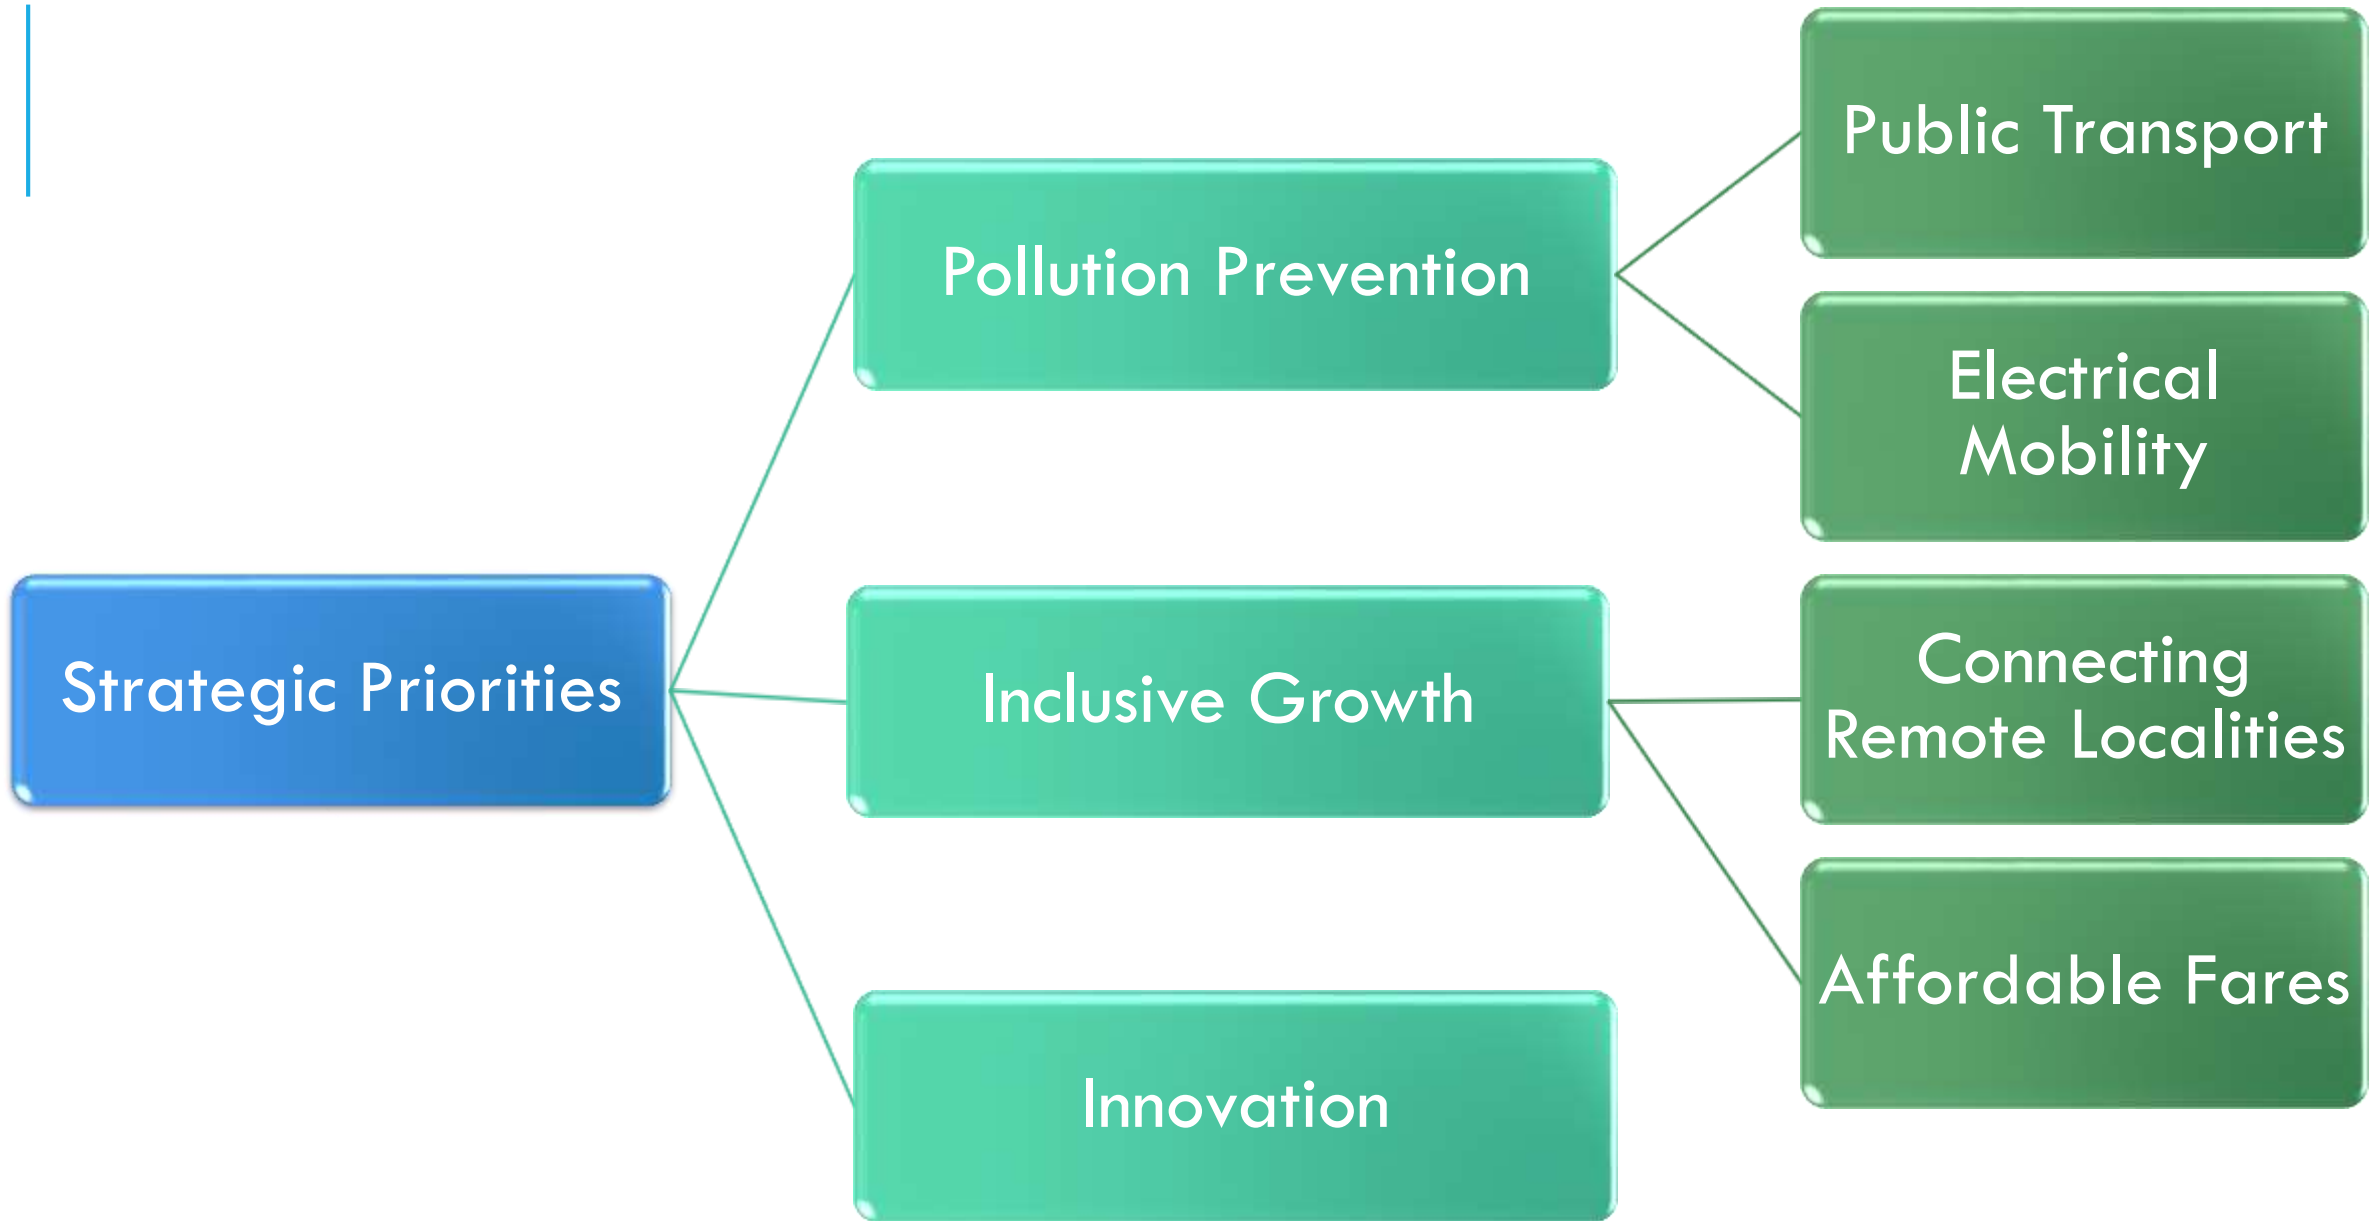 Strategic Priorities
Pollution Prevention
Public Transport
Electrical
Mobility
Inclusive Growth
Connecting
Remote Localities
Affordable Fares
Innovation